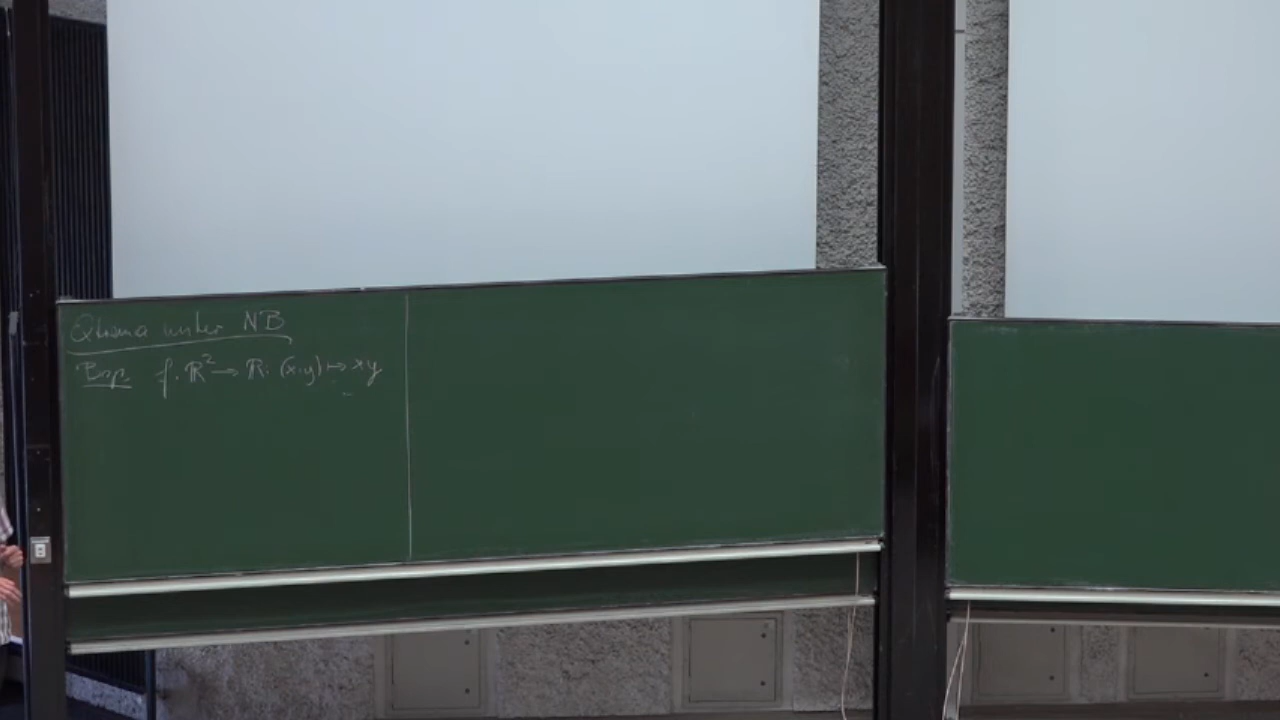 Extrema unter NB
Bsp. f: ℝ² → ℝ: (x,y) ↦ xy